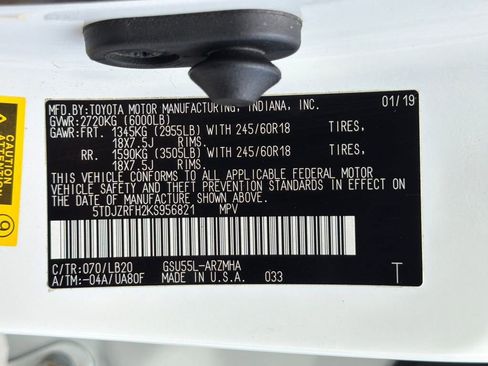 MFD.BY: TOYOTA MOTOR MANUFACTURING, INDIANA, INC. 01/19
GVWR: 2720KG (6000LB)
GAWR: FRT. 1345KG (2955LB) WITH 245/60R18 TIRES,
18X7.5J RIMS.
RR. 1590KG (3505LB) WITH 245/60R18 TIRES,
18X7.5J RIMS.
THIS VEHICLE CONFORMS TO ALL APPLICABLE FEDERAL MOTOR
VEHICLE SAFETY AND THEFT PREVENTION STANDARDS IN EFFECT ON
THE DATE OF MANUFACTURE SHOWN ABOVE.
5TDJZRFH2KS956821 MPV
C/TR: 070/LB20 GSU55L-ARZMHA
A/TM: -04A/UA80F MADE IN U.S.A. 033 T
CAUTION